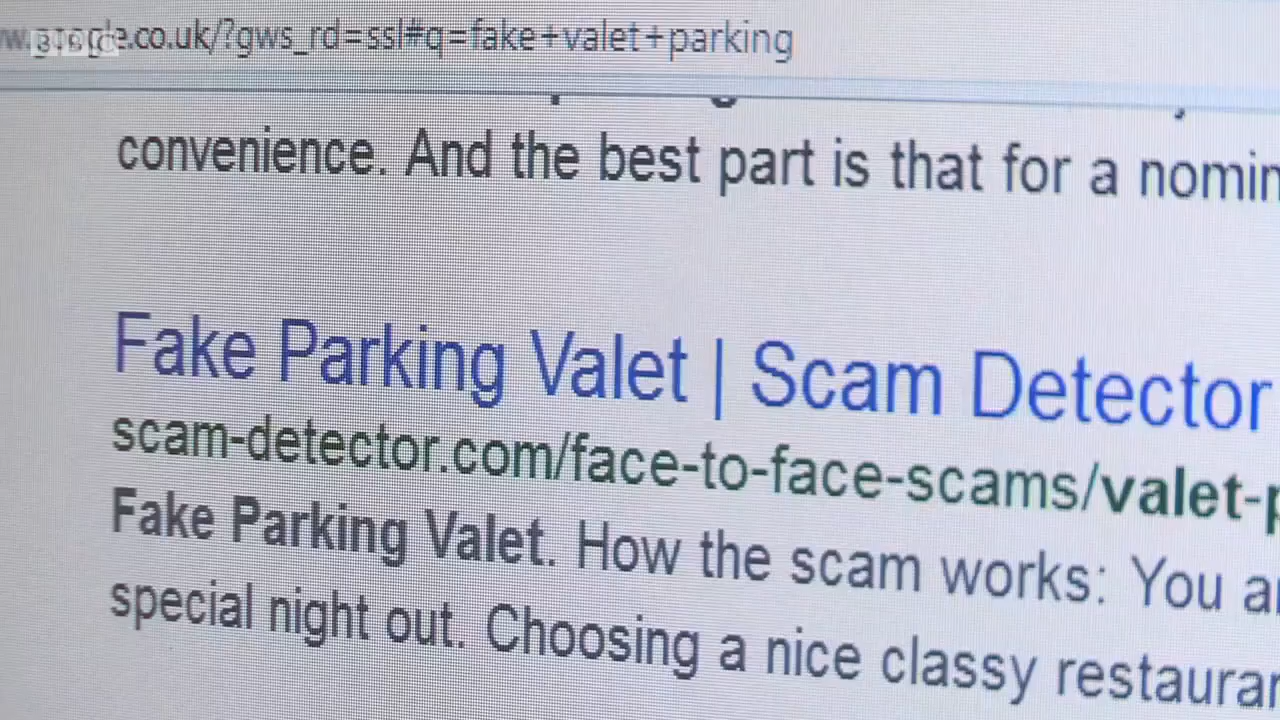 .co.uk/?gws_rd=ssl#q=fake+valet+parking
convenience. And the best part is that for a
Fake Parking Valet | Scam Detector
scam-detector.com/face-to-face-scams/valet-
Fake Parking Valet. How the scam works: You
special night out. Choosing a nice classy